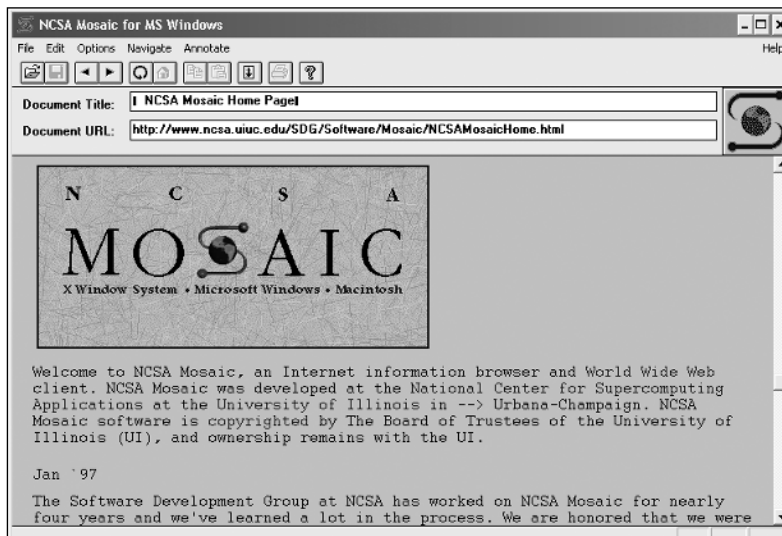 NCSA Mosaic for MS Windows
File Edit Options Navigate Annotate Help
Document Title: NCSA Mosaic Home Page
Document URL: http://www.ncsa.uiuc.edu/SDG/Software/Mosaic/NCSAMosaicHome.html
N C S A
MOSAIC
X Window System • Microsoft Windows • Macintosh
Welcome to NCSA Mosaic, an Internet information browser and World Wide Web
client. NCSA Mosaic was developed at the National Center for Supercomputing
Applications at the University of Illinois in --> Urbana-Champaign. NCSA
Mosaic software is copyrighted by The Board of Trustees of the University of
Illinois (UI), and ownership remains with the UI.
Jan `97
The Software Development Group at NCSA has worked on NCSA Mosaic for nearly
four years and we've learned a lot in the process. We are honored that we were